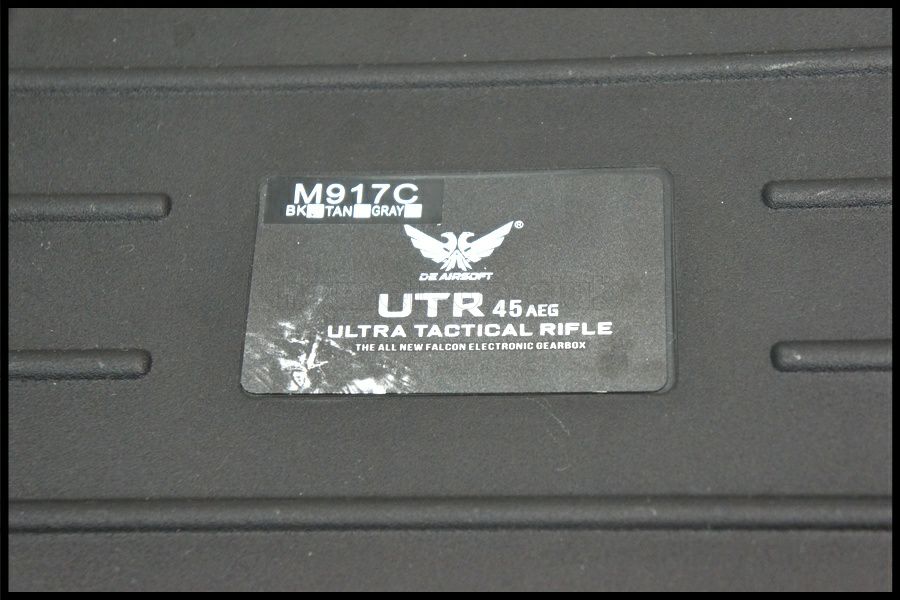 M917C
BK TAN GRAY
®
DE AIRSOFT
UTR 45 AEG
ULTRA TACTICAL RIFLE
THE ALL NEW FALCON ELECTRONIC GEARBOX